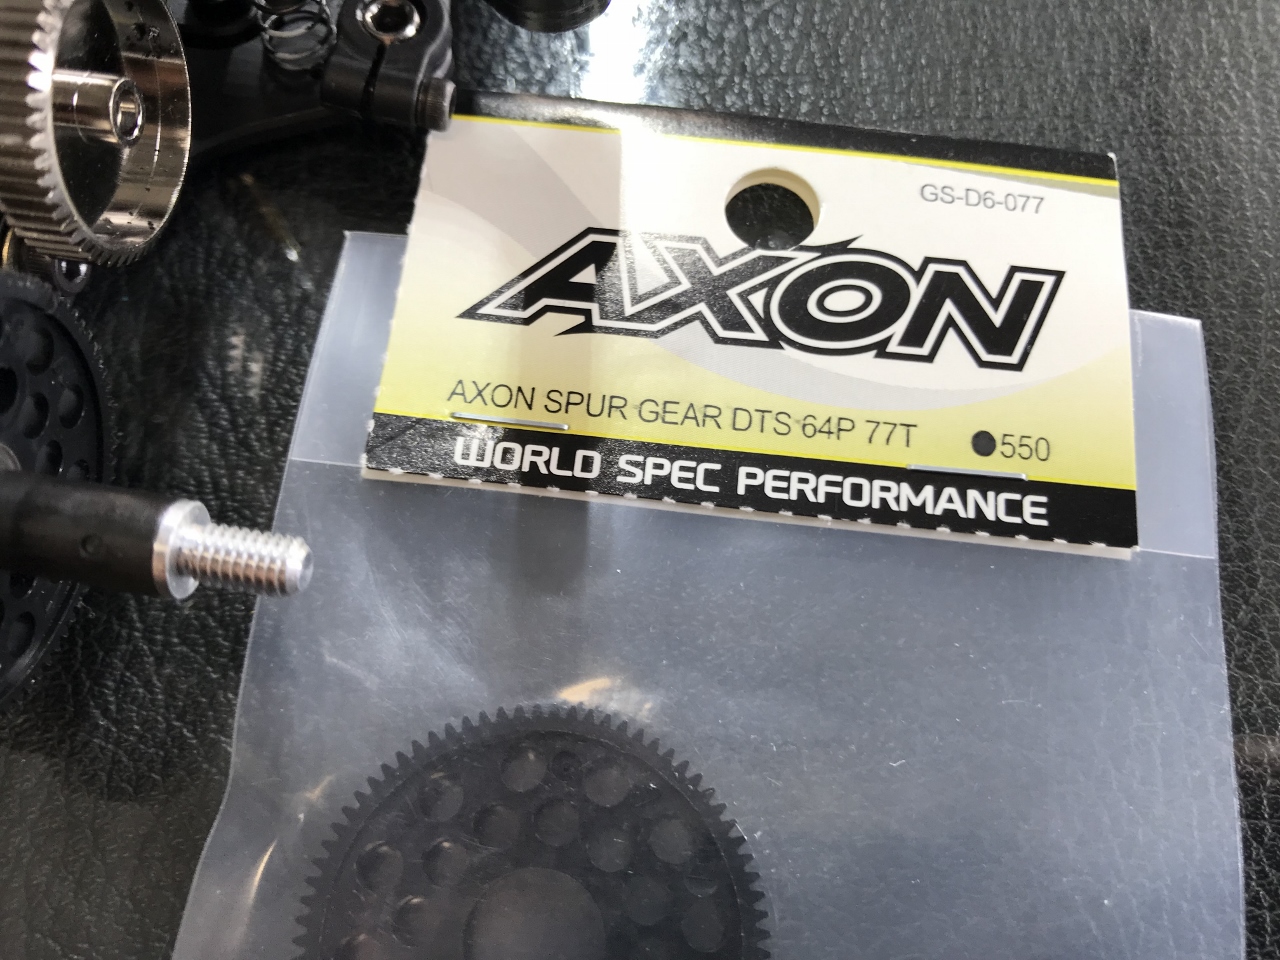 GS-D6-077
AXON
AXON SPUR GEAR DTS 64P 77T ●550
WORLD SPEC PERFORMANCE